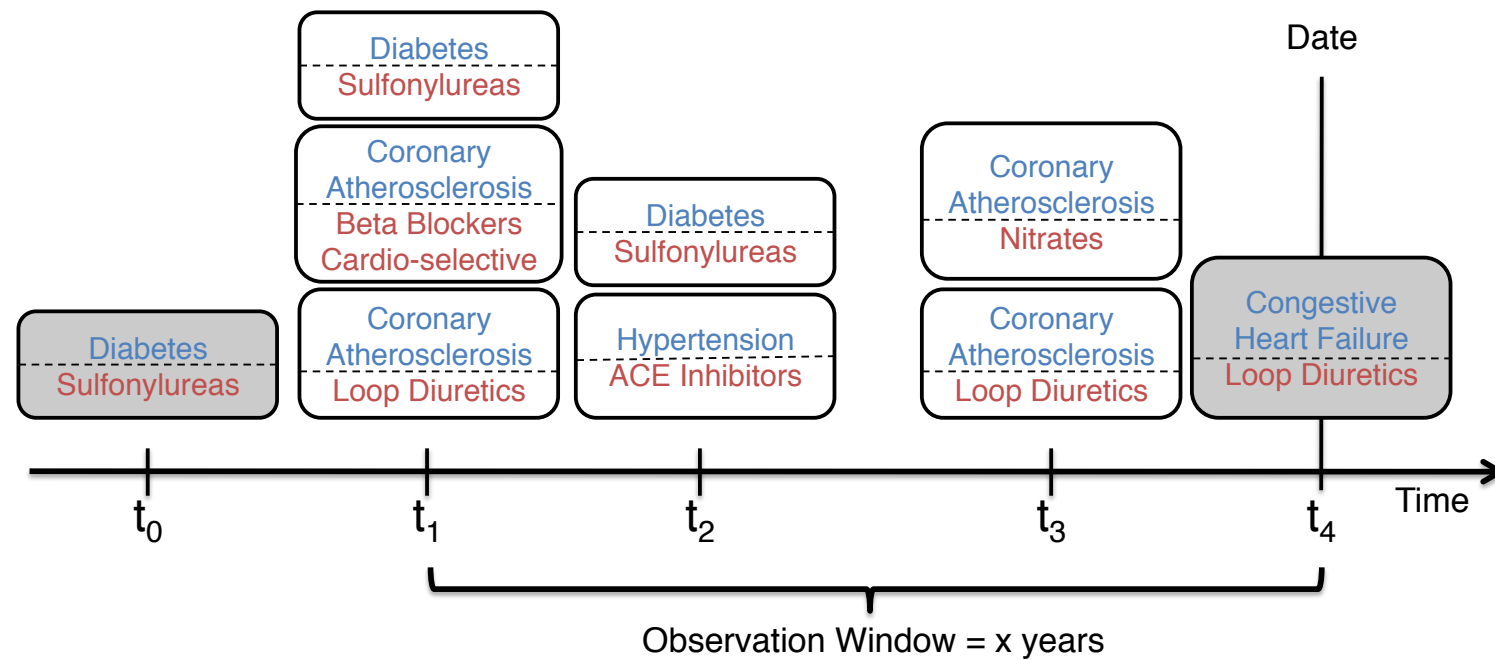 Date
Diabetes
Sulfonylureas
Coronary
Atherosclerosis
Beta Blockers
Cardio-selective
Coronary
Atherosclerosis
Loop Diuretics
Diabetes
Sulfonylureas
Diabetes
Sulfonylureas
Hypertension
ACE Inhibitors
Coronary
Atherosclerosis
Nitrates
Coronary
Atherosclerosis
Loop Diuretics
Congestive
Heart Failure
Loop Diuretics
t0
t1
t2
t3
t4
Time
Observation Window = x years